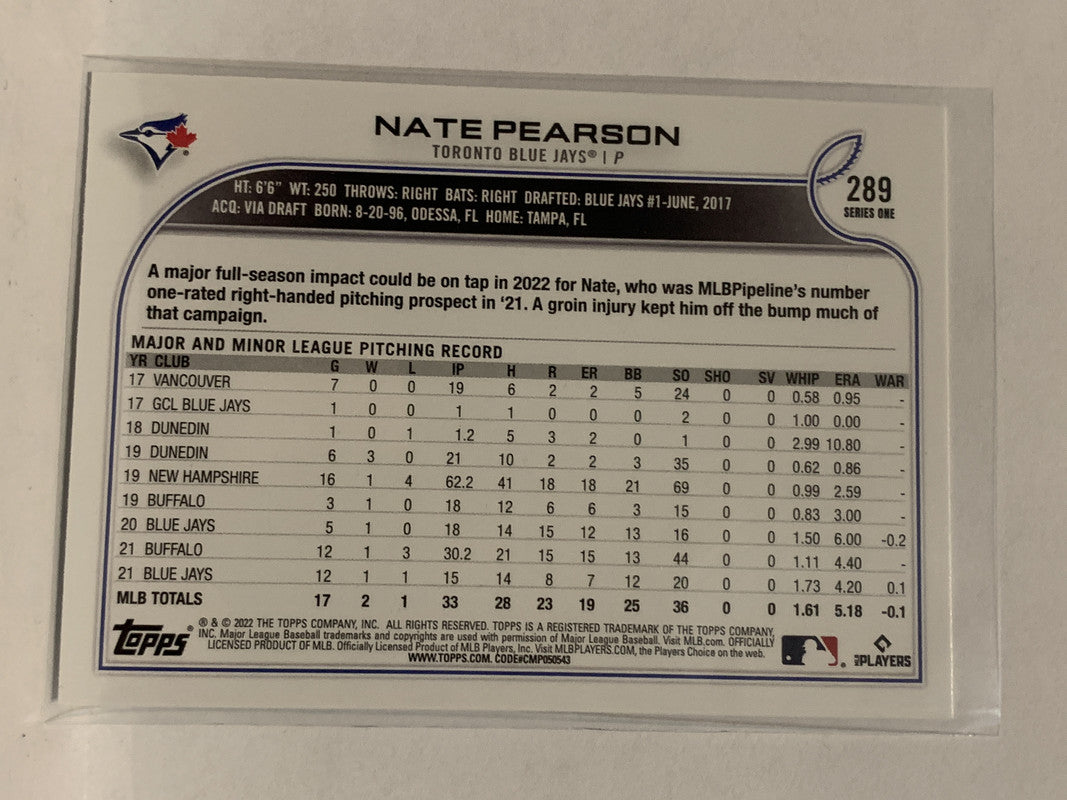 NATE PEARSON
TORONTO BLUE JAYS® | P
289
SERIES ONE
HT: 6'6" WT: 250 THROWS: RIGHT BATS: RIGHT DRAFTED: BLUE JAYS #1-JUNE, 2017
ACQ: VIA DRAFT BORN: 8-20-96, ODESSA, FL HOME: TAMPA, FL
A major full-season impact could be on tap in 2022 for Nate, who was MLBPipeline's number
one-rated right-handed pitching prospect in '21. A groin injury kept him off the bump much of
that campaign.
MAJOR AND MINOR LEAGUE PITCHING RECORD
YR CLUB G W L IP H R ER BB SO SHO SV WHIP ERA WAR
17 VANCOUVER 7 0 0 19 6 2 2 5 24 0 0 0.58 0.95 -
17 GCL BLUE JAYS 1 0 0 1 1 0 0 0 2 0 0 1.00 0.00 -
18 DUNEDIN 1 0 1 1.2 5 3 2 0 1 0 0 2.99 10.80 -
19 DUNEDIN 6 3 0 21 10 2 2 3 35 0 0 0.62 0.86 -
19 NEW HAMPSHIRE 16 1 4 62.2 41 18 18 21 69 0 0 0.99 2.59 -
19 BUFFALO 3 1 0 18 12 6 6 3 15 0 0 0.83 3.00 -
20 BLUE JAYS 5 1 0 18 14 15 12 13 16 0 0 1.50 6.00 -0.2
21 BUFFALO 12 1 3 30.2 21 15 15 13 44 0 0 1.11 4.40 -
21 BLUE JAYS 12 1 1 15 14 8 7 12 20 0 0 1.73 4.20 0.1
MLB TOTALS 17 2 1 33 28 23 19 25 36 0 0 1.61 5.18 -0.1
topps®
® & © 2022 THE TOPPS COMPANY, INC. ALL RIGHTS RESERVED. TOPPS IS A REGISTERED TRADEMARK OF THE TOPPS COMPANY,
INC. Major League Baseball trademarks and copyrights are used with permission of Major League Baseball. Visit MLB.com. OFFICIALLY
LICENSED PRODUCT OF MLB. Officially Licensed Product of MLB Players, Inc. Visit MLBPLAYERS.COM, the Players Choice on the web.
WWW.TOPPS.COM. CODE#CMP050543
PLAYERS